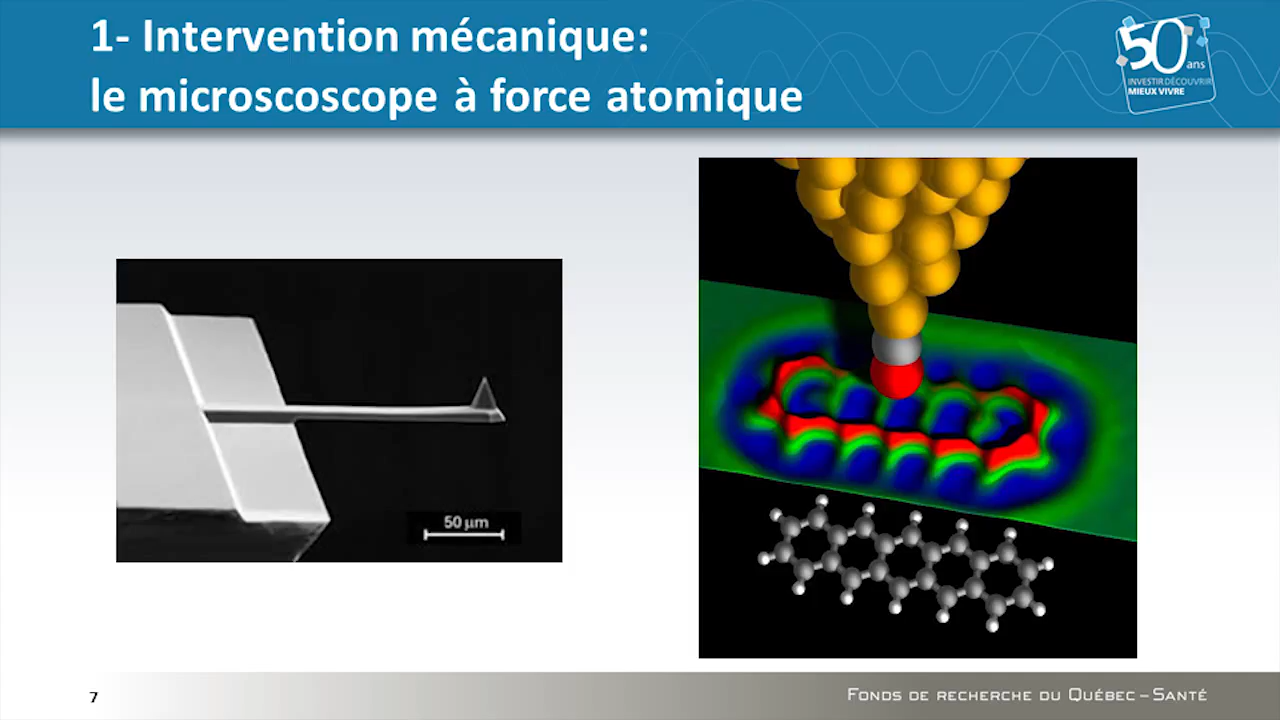 1- Intervention mécanique:
le microscoscope à force atomique
50 ans
INVESTIR DÉCOUVRIR
MIEUX VIVRE
50 µm
7
FONDS DE RECHERCHE DU QUÉBEC – SANTÉ